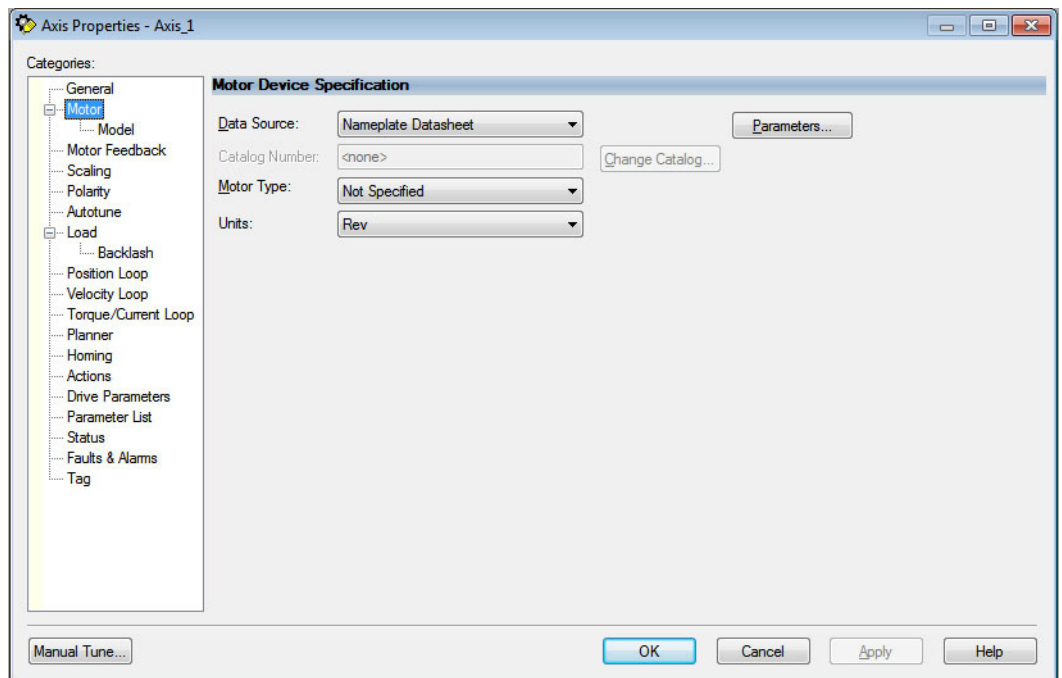 Axis Properties - Axis_1
Categories:
General
Motor
Model
Motor Feedback
Scaling
Polarity
Autotune
Load
Backlash
Position Loop
Velocity Loop
Torque/Current Loop
Planner
Homing
Actions
Drive Parameters
Parameter List
Status
Faults & Alarms
Tag
Motor Device Specification
Data Source: Nameplate Datasheet Parameters...
Catalog Number: <none> Change Catalog...
Motor Type: Not Specified
Units: Rev
Manual Tune... OK Cancel Apply Help